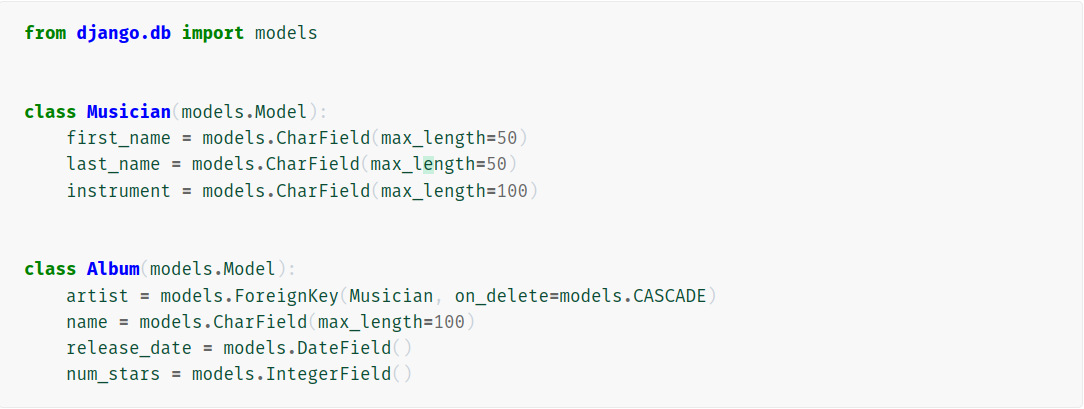 from django.db import models
class Musician(models.Model):
    first_name = models.CharField(max_length=50)
    last_name = models.CharField(max_length=50)
    instrument = models.CharField(max_length=100)
class Album(models.Model):
    artist = models.ForeignKey(Musician, on_delete=models.CASCADE)
    name = models.CharField(max_length=100)
    release_date = models.DateField()
    num_stars = models.IntegerField()